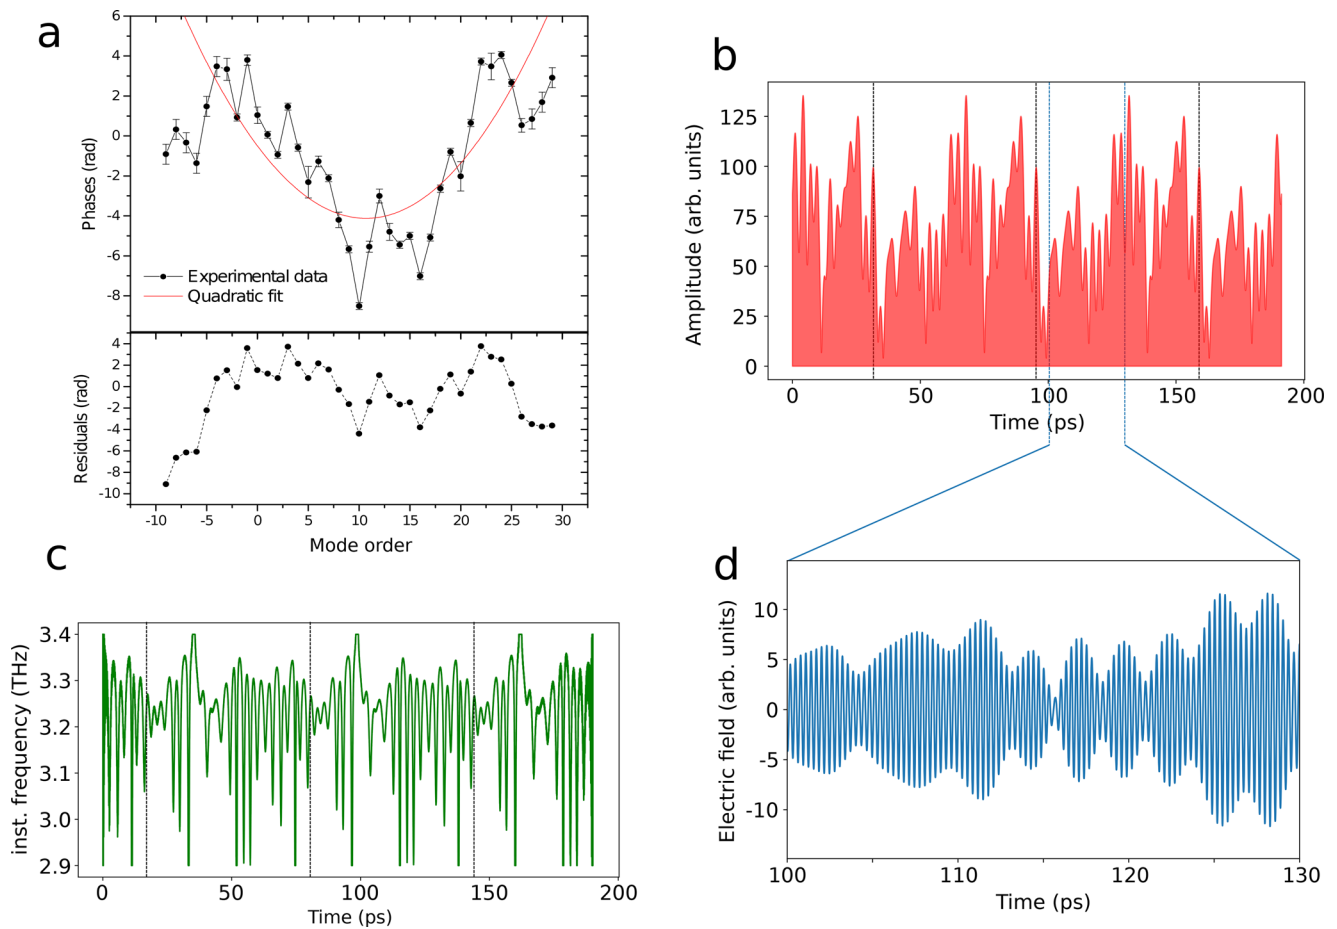 a
6
4
2
0
-2
-4
-6
-8
Phases (rad)
Experimental data
Quadratic fit
4
2
0
-2
-4
-6
-8
-10
Residuals (rad)
-10 -5 0 5 10 15 20 25 30
Mode order
b
125
100
75
50
25
0
Amplitude (arb. units)
0 50 100 150 200
Time (ps)
c
3.4
3.3
3.2
3.1
3.0
2.9
inst. frequency (THz)
0 50 100 150 200
Time (ps)
d
10
5
0
-5
-10
Electric field (arb. units)
100 110 120 130
Time (ps)